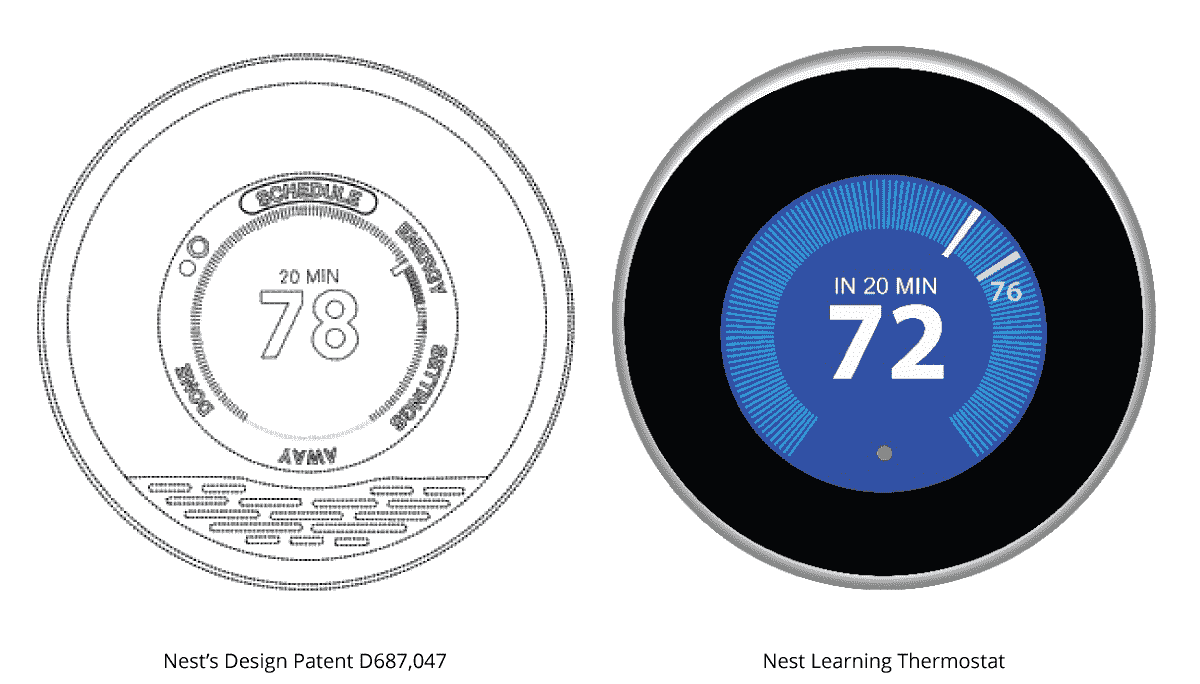 SCHEDULE
ENERGY
SETTINGS
AWAY
DONE
20 MIN
78
IN 20 MIN
72
76
Nest's Design Patent D687,047
Nest Learning Thermostat